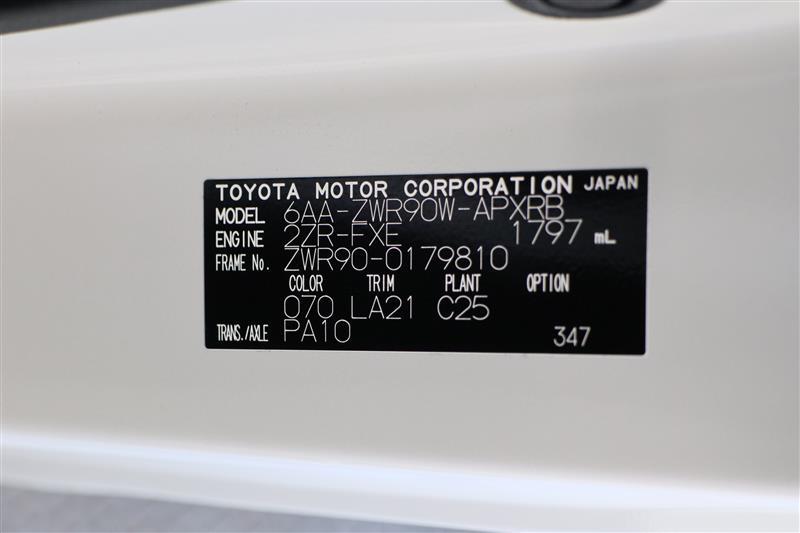 TOYOTA MOTOR CORPORATION JAPAN
MODEL 6AA-ZWR90W-APXRB
ENGINE 2ZR-FXE 1797 mL
FRAME No. ZWR90-0179810
COLOR TRIM PLANT OPTION
070 LA21 C25
TRANS./AXLE PA10 347